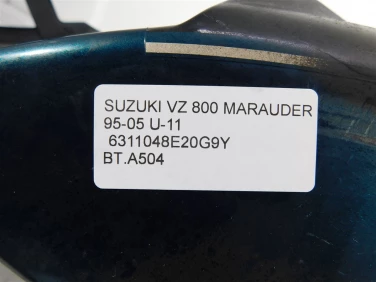 SUZUKI VZ 800 MARAUDER
95-05 U-11
6311048E20G9Y
BT.A504